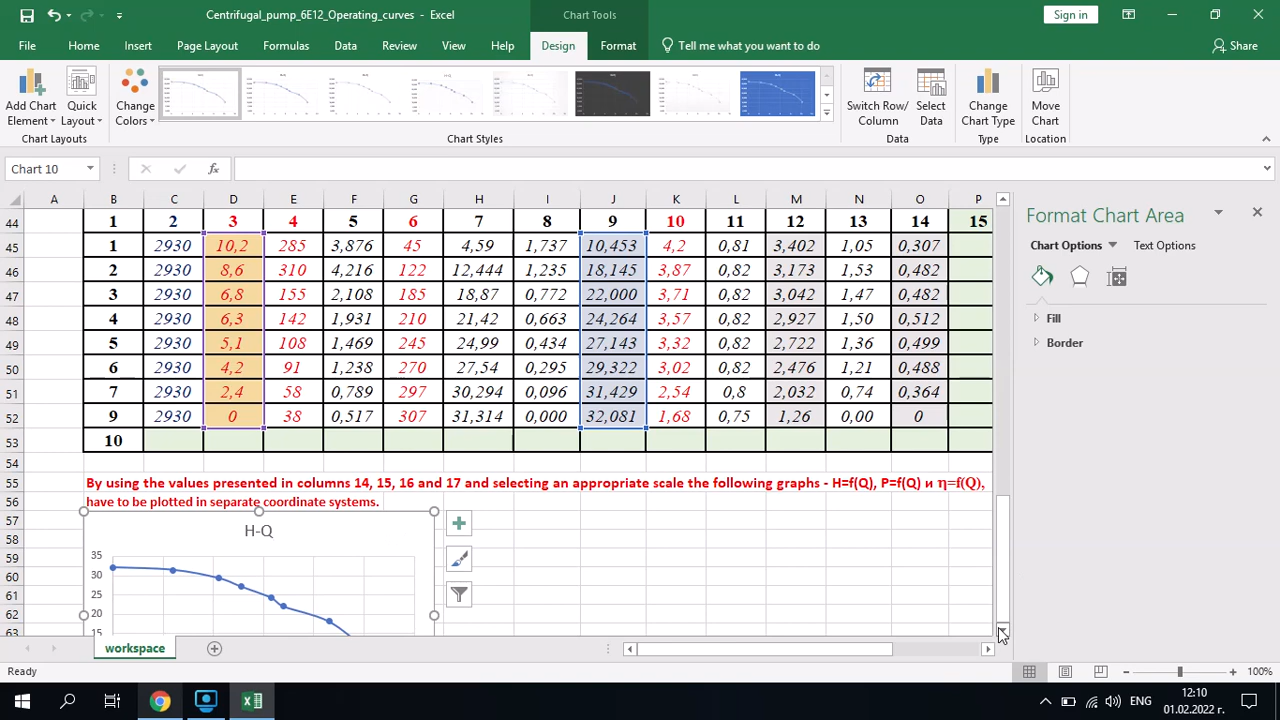 Centrifugal_pump_6E12_Operating_curves - Excel
Chart Tools
Sign in
File Home Insert Page Layout Formulas Data Review View Help Design Format Tell me what you want to do Share
Add Chart Element
Quick Layout
Change Colors
Switch Row/ Column
Select Data
Change Chart Type
Move Chart
Chart Layouts Chart Styles Data Type Location
Chart 10 fx
A B C D E F G H I J K L M N O P
44 1 2 3 4 5 6 7 8 9 10 11 12 13 14 15
45 1 2930 10,2 285 3,876 45 4,59 1,737 10,453 4,2 0,81 3,402 1,05 0,307
46 2 2930 8,6 310 4,216 122 12,444 1,235 18,145 3,87 0,82 3,173 1,53 0,482
47 3 2930 6,8 155 2,108 185 18,87 0,772 22,000 3,71 0,82 3,042 1,47 0,482
48 4 2930 6,3 142 1,931 210 21,42 0,663 24,264 3,57 0,82 2,927 1,50 0,512
49 5 2930 5,1 108 1,469 245 24,99 0,434 27,143 3,32 0,82 2,722 1,36 0,499
50 6 2930 4,2 91 1,238 270 27,54 0,295 29,322 3,02 0,82 2,476 1,21 0,488
51 7 2930 2,4 58 0,789 297 30,294 0,096 31,429 2,54 0,8 2,032 0,74 0,364
52 9 2930 0 38 0,517 307 31,314 0,000 32,081 1,68 0,75 1,26 0,00 0
53 10
54
55 By using the values presented in columns 14, 15, 16 and 17 and selecting an appropriate scale the following graphs - H=f(Q), P=f(Q) и η=f(Q),
56 have to be plotted in separate coordinate systems.
57
58
59
60
61
62
63
H-Q
35
30
25
20
15
Format Chart Area
Chart Options Text Options
Fill
Border
workspace
Ready
100%
ENG
12:10
01.02.2022 г.